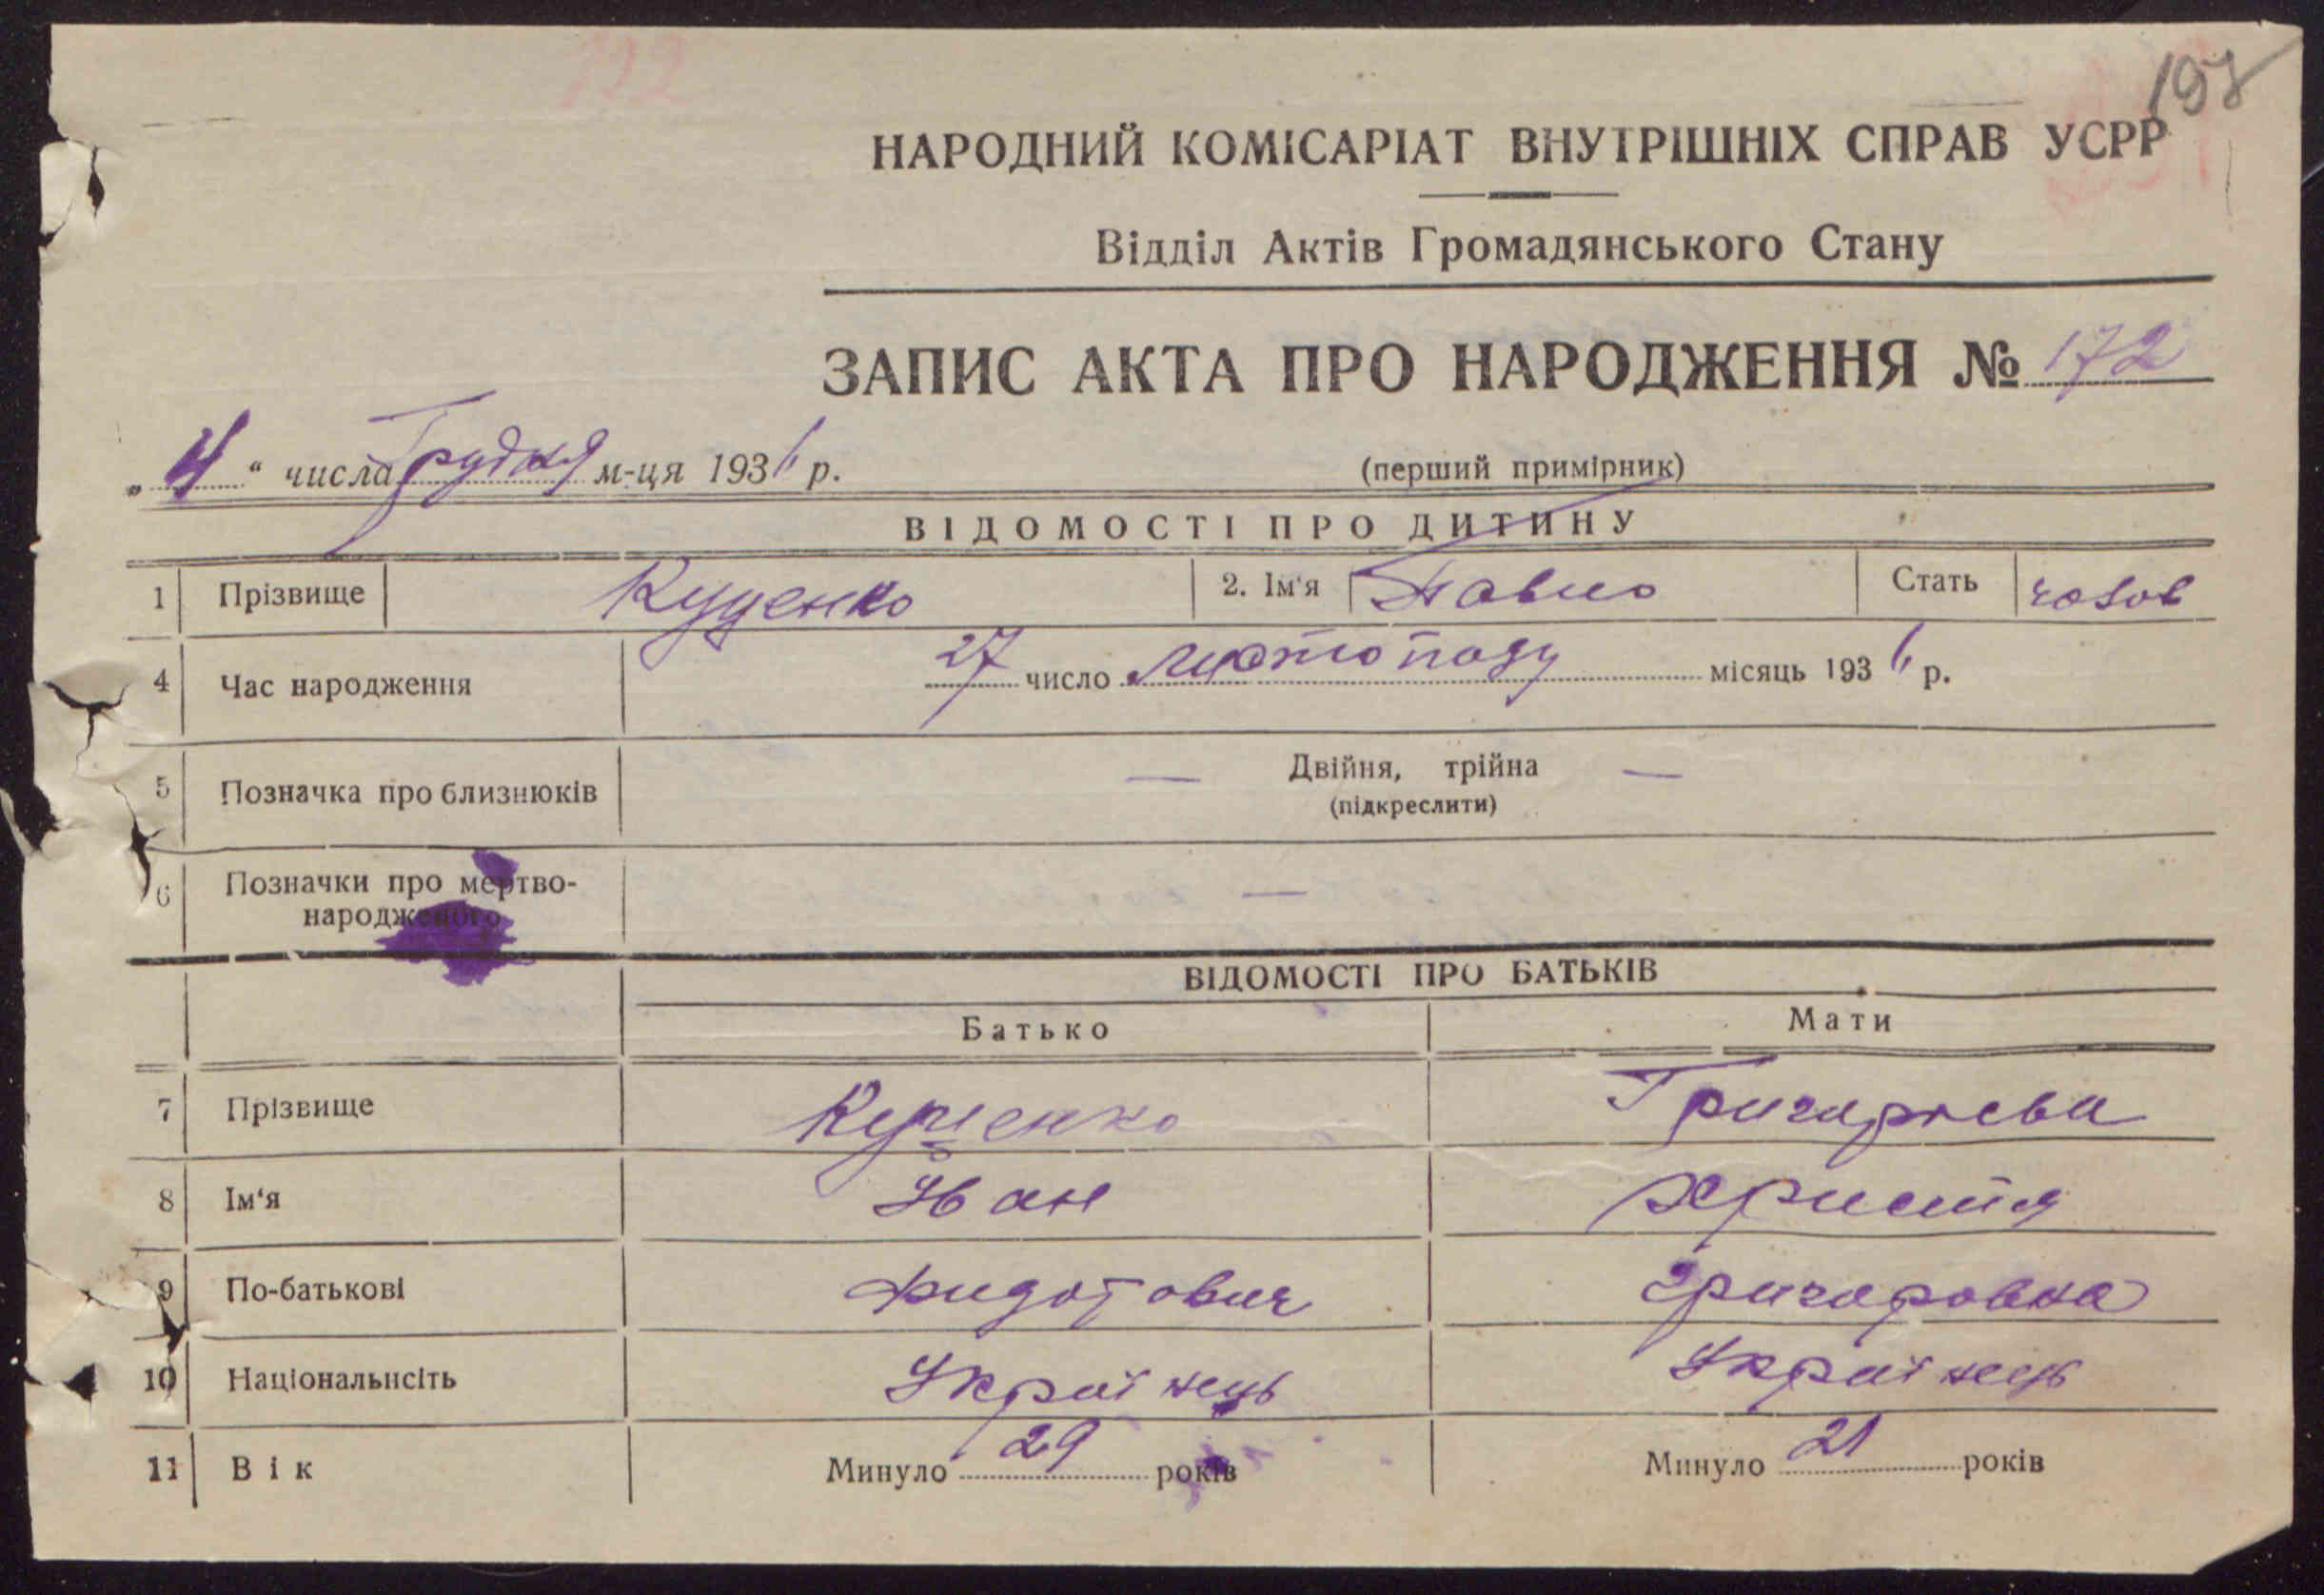 197
НАРОДНИЙ КОМІСАРІАТ ВНУТРІШНІХ СПРАВ УСРР
Відділ Актів Громадянського Стану
ЗАПИС АКТА ПРО НАРОДЖЕННЯ № 172
„4“ числа Грудня м-ця 1936 р.
(перший примірник)
ВІДОМОСТІ ПРО ДИТИНУ
1 Прізвище Куценко 2. Ім‘я Павло Стать чолов
4 Час народження 27 число листопаду місяць 1936 р.
5 Позначка про близнюків — Двійня, трійна —
(підкреслити)
6 Позначки про мертво-
народженого —
ВІДОМОСТІ ПРО БАТЬКІВ
Батько Мати
7 Прізвище Куценко Григорьева
8 Ім‘я Іван Христя
9 По-батькові Фидотович Григоровна
10 Національнсіть Українець Українець
11 Вік Минуло 29 років Минуло 21 років